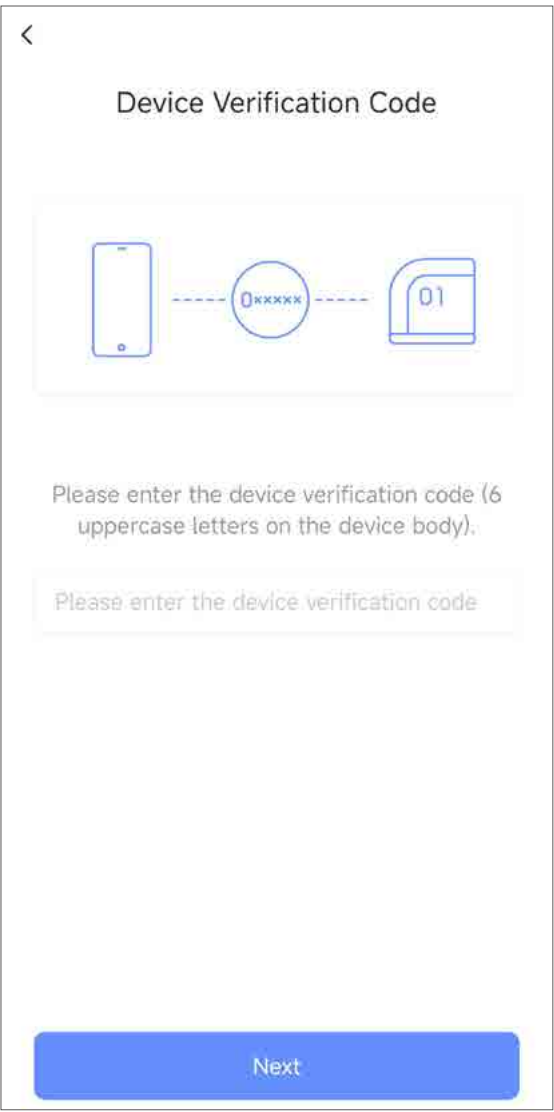 Device Verification Code
0×××××
01
Please enter the device verification code (6
uppercase letters on the device body).
Please enter the device verification code
Next